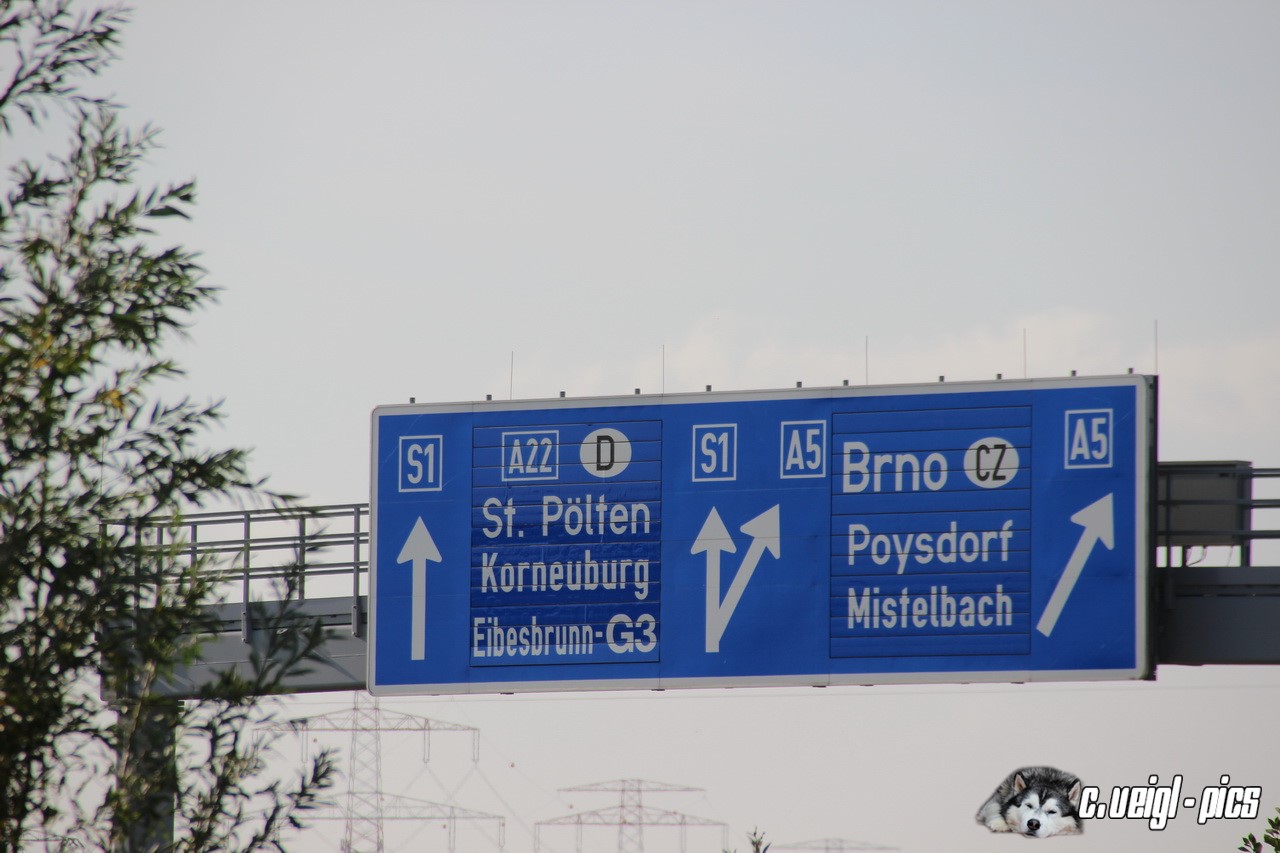 S1
A22 D
St. Pölten
Korneuburg
Eibesbrunn-G3
S1 A5
Brno CZ
Poysdorf
Mistelbach
A5
c.veigl - pics